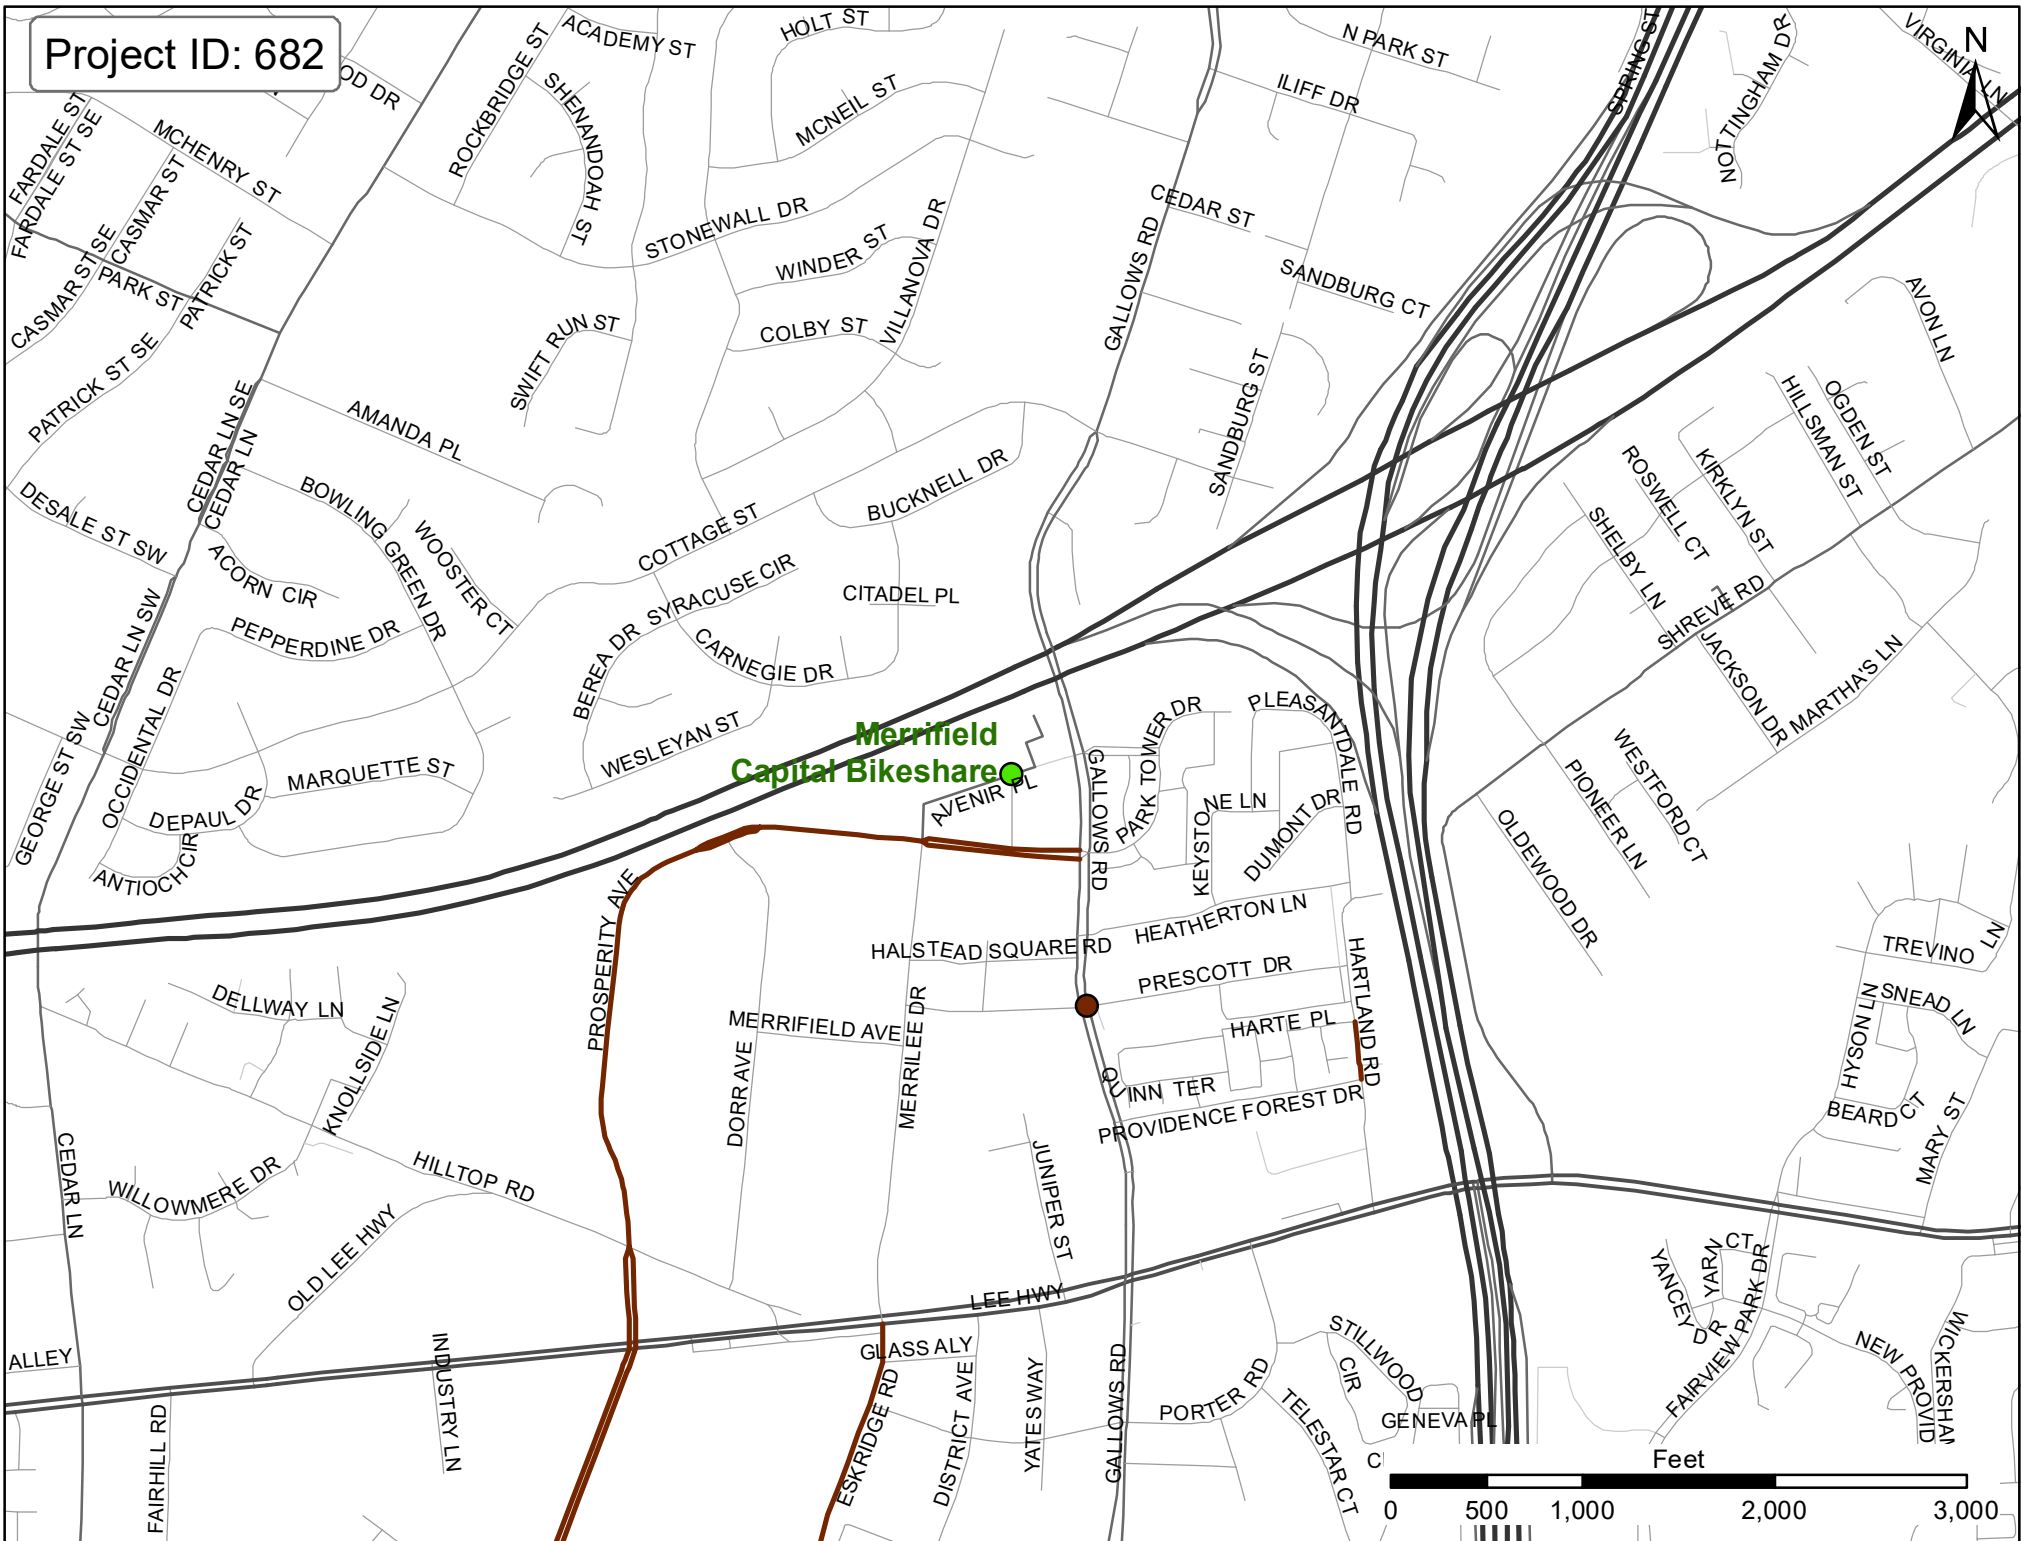 Project ID: 682
OD DR
ACADEMY ST
HOLT ST
N PARK ST
SPRING ST
NOTTINGHAM DR
VIRGINIA LN
N
ROCKBRIDGE ST
SHENANDOAH ST
MCNEIL ST
ILIFF DR
FARDALE ST
FARDALE ST SE
MCHENRY ST
CASMAR ST
CASMAR ST SE
PARK ST
PATRICK ST
PATRICK ST SE
STONEWALL DR
WINDER ST
VILLANOVA DR
COLBY ST
SWIFT RUN ST
GALLOWS RD
CEDAR ST
SANDBURG CT
SANDBURG ST
AVON LN
OGDEN ST
HILLSMAN ST
KIRKLYN ST
ROSWELL CT
SHELBY LN
SHREVE RD
JACKSON DR
MARTHA'S LN
CEDAR LN SE
CEDAR LN
AMANDA PL
BOWLING GREEN DR
WOOSTER CT
DESALE ST SW
ACORN CIR
PEPPERDINE DR
CEDAR LN SW
OCCIDENTAL DR
GEORGE ST SW
MARQUETTE ST
DEPAUL DR
ANTIOCH CIR
COTTAGE ST
BUCKNELL DR
SYRACUSE CIR
BEREA DR
CITADEL PL
CARNEGIE DR
WESLEYAN ST
Merrifield
Capital Bikeshare
AVENIR PL
GALLOWS RD
PARK TOWER DR
PLEASANTDALE RD
KEYSTONE LN
DUMONT DR
WESTFORD CT
PIONEER LN
OLDEWOOD DR
PROSPERITY AVE
HALSTEAD SQUARE RD
HEATHERTON LN
PRESCOTT DR
HARTLAND RD
HARTE PL
QUINN TER
PROVIDENCE FOREST DR
TREVINO LN
SNEAD LN
HYSON LN
BEARD CT
MARY ST
DELLWAY LN
KNOLLSIDE LN
MERRIFIELD AVE
DORR AVE
MERRILEE DR
JUNIPER ST
CEDAR LN
WILLOWMERE DR
HILLTOP RD
OLD LEE HWY
LEE HWY
YARN CT
YANCEY DR
FAIRVIEW PARK DR
NEW PROVID
WICKERSHAM
ALLEY
FAIRHILL RD
INDUSTRY LN
GLASS ALY
ESKRIDGE RD
DISTRICT AVE
YATES WAY
GALLOWS RD
PORTER RD
STILLWOOD CIR
TELESTAR CT
GENEVA PL
Feet
0 500 1,000 2,000 3,000